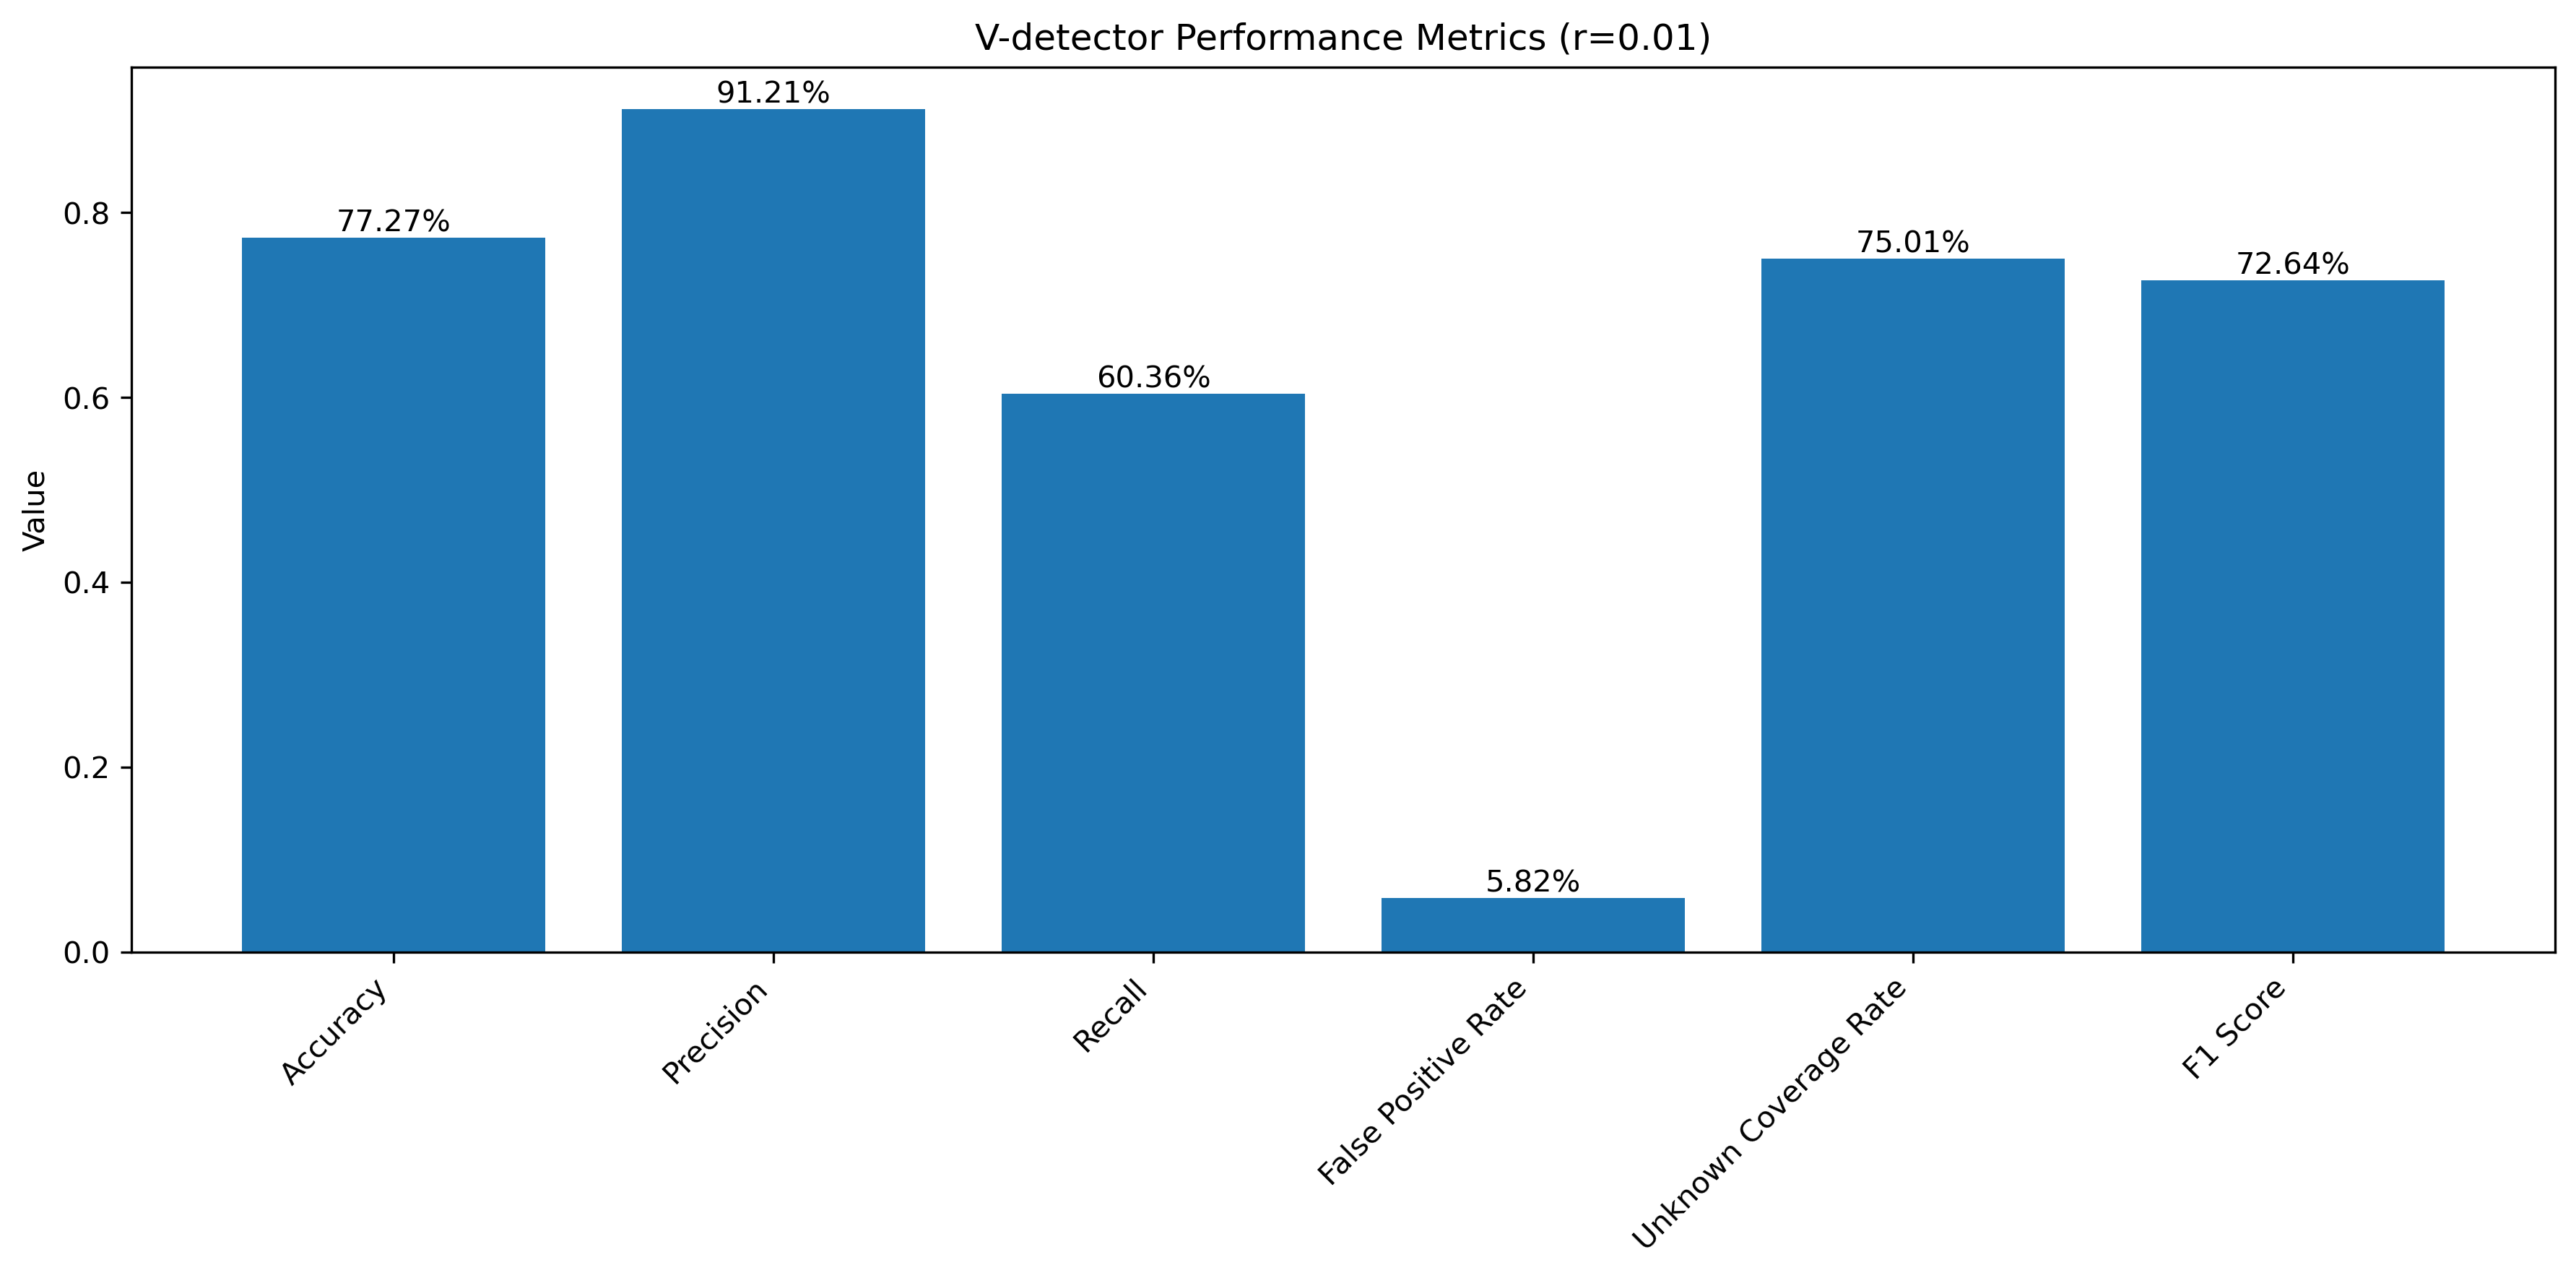 V-detector Performance Metrics (r=0.01)
Value
0.8
0.6
0.4
0.2
0.0
77.27%
91.21%
60.36%
5.82%
75.01%
72.64%
Accuracy
Precision
Recall
False Positive Rate
Unknown Coverage Rate
F1 Score